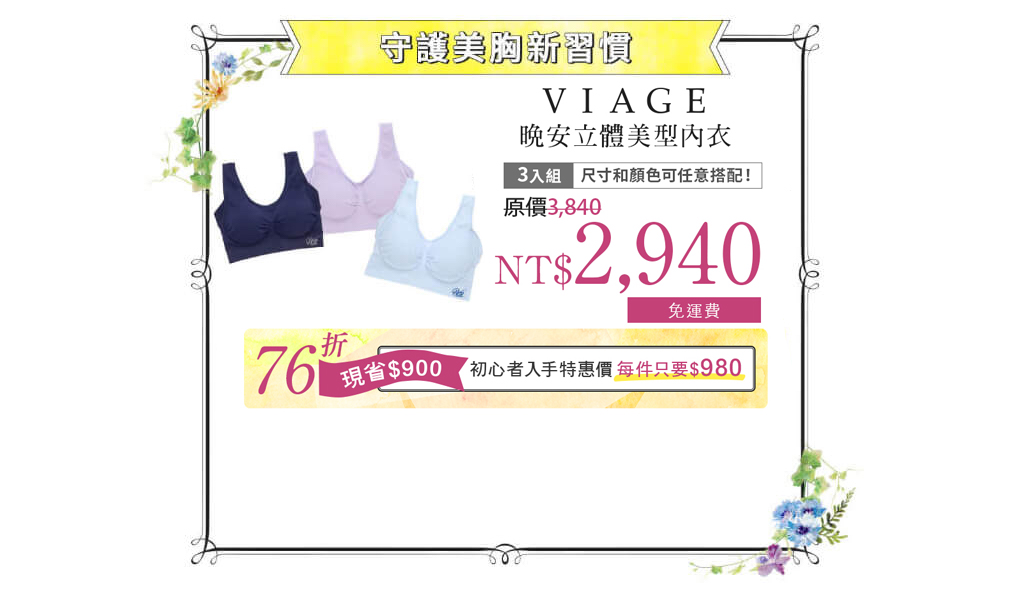 守護美胸新習慣
VIAGE
晚安立體美型內衣
3入組 尺寸和顏色可任意搭配!
原價3,840
NT$2,940
免運費
76折
現省$900 初心者入手特惠價 每件只要$980